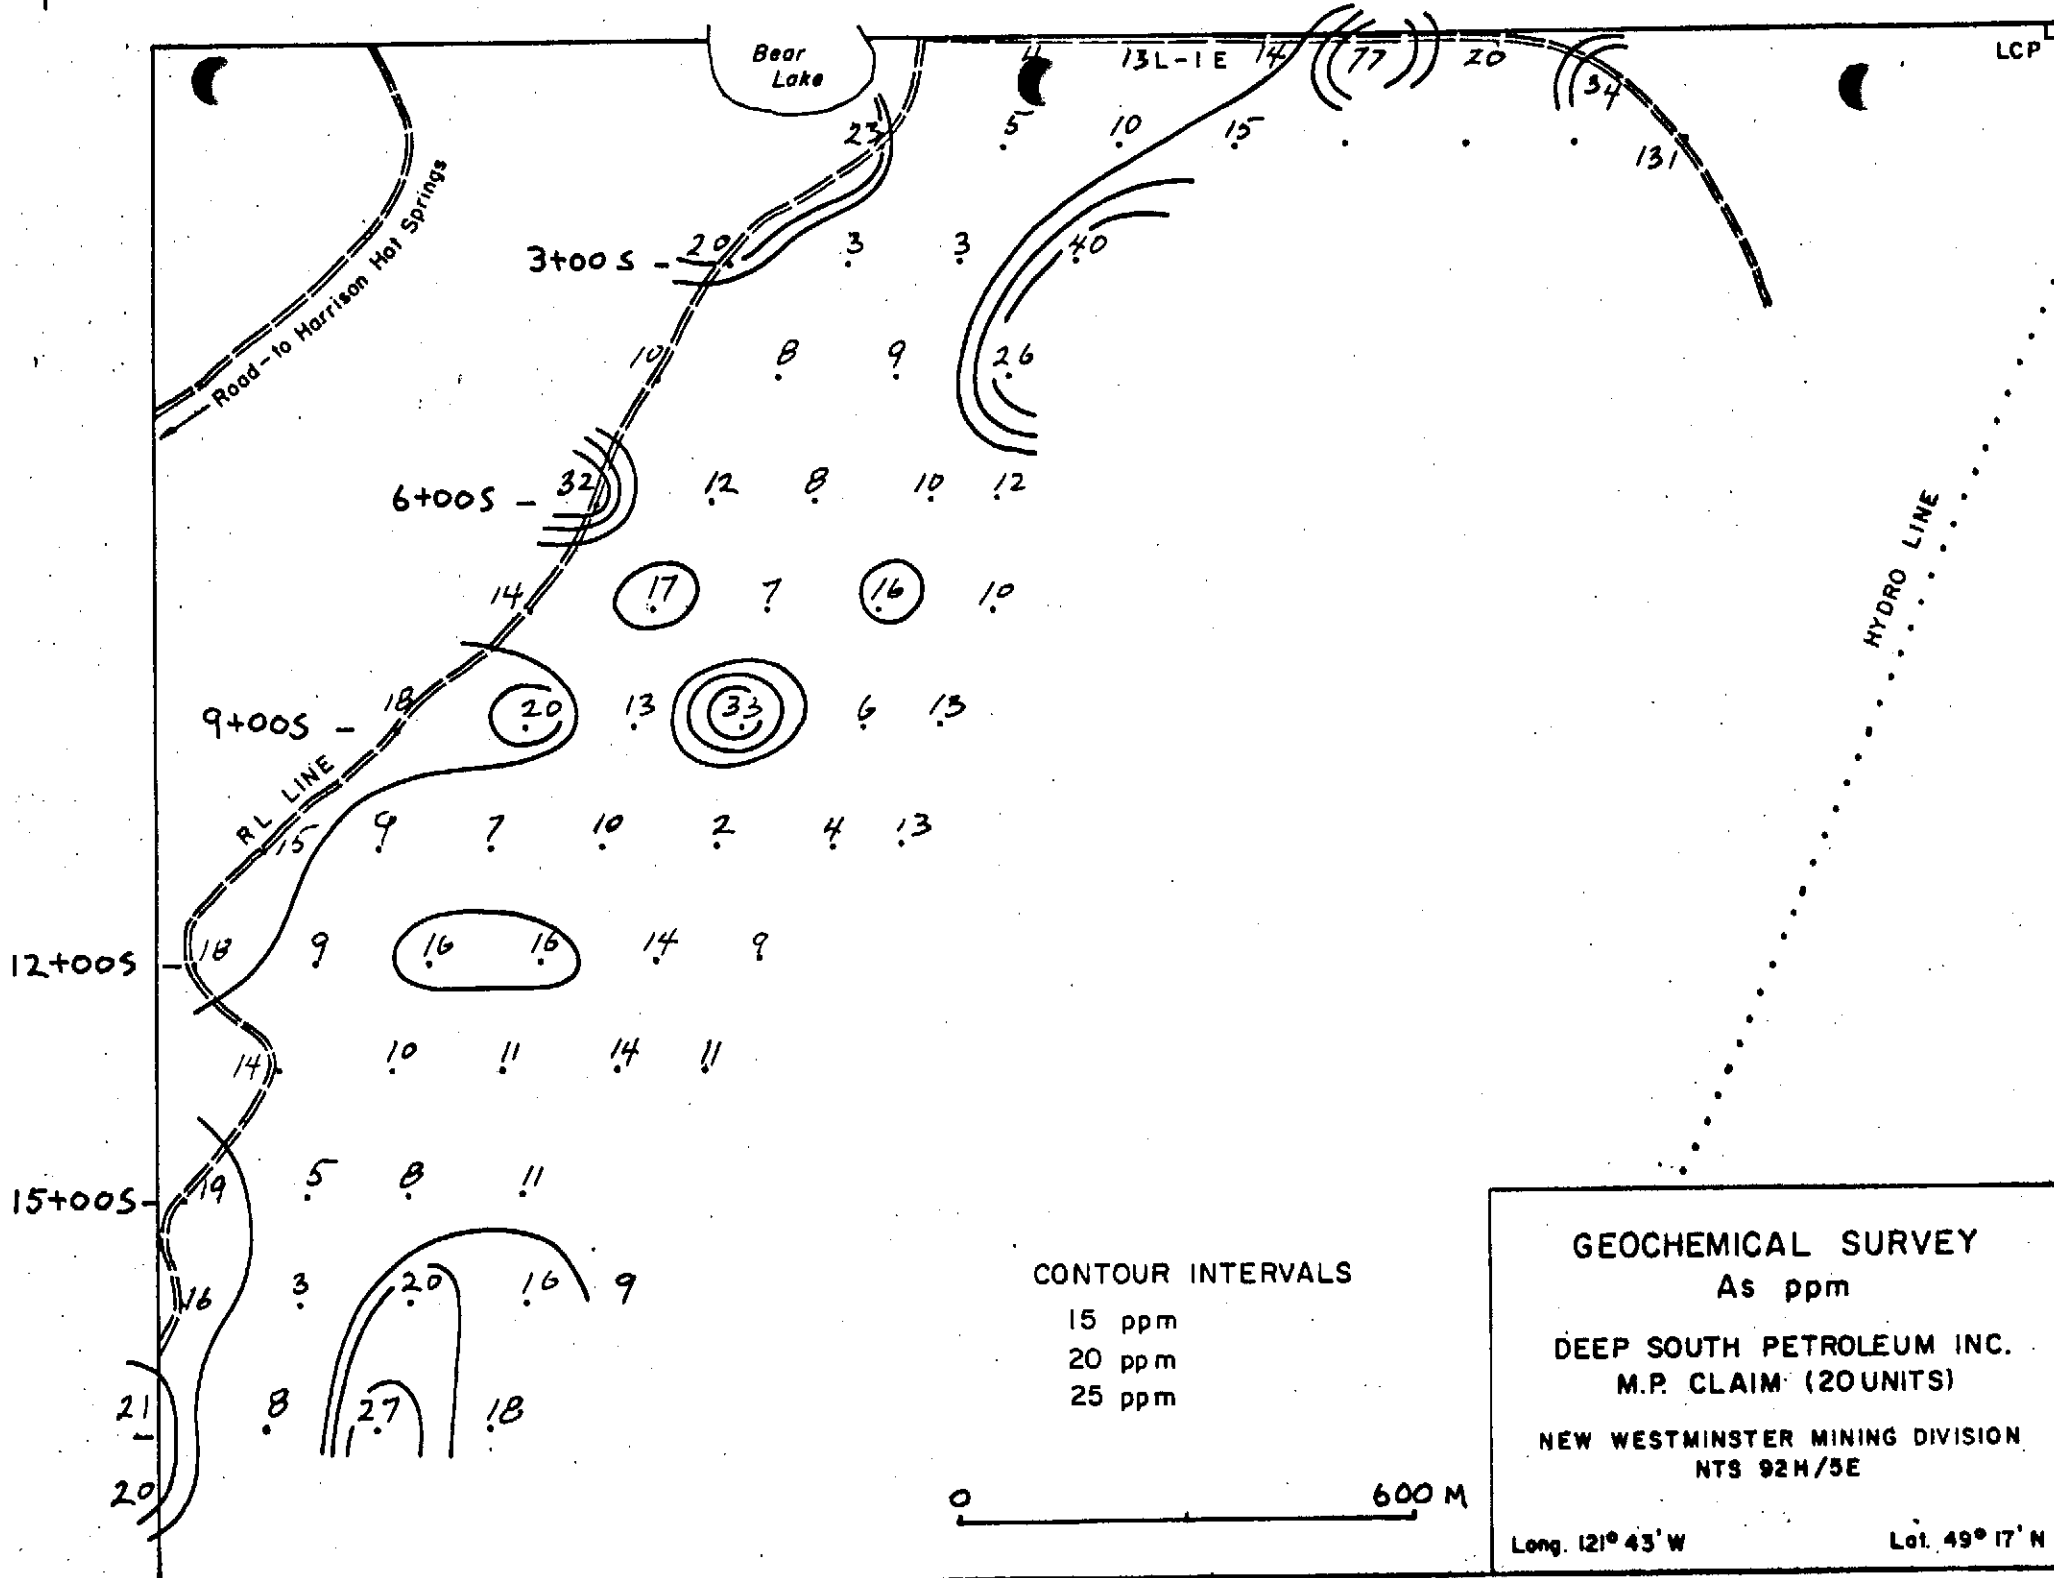 Bear
Lake
4 13 L-1E 14 77 20 34 LCP
23 5 10 15 131
Road - to Harrison Hot Springs
3+00 S - 20 3 3 40
10 8 9 26
6+00S - 32 12 8 10 12
HYDRO LINE
14 17 7 16 10
9+00S - 18 20 13 33 6 13
RL LINE
15 9 7 10 2 4 13
12+00S - 18 9 16 16 14 9
14 10 11 14 11
15+00S - 19 5 8 11
16 3 20 16 9
21 8 27 18
20
CONTOUR INTERVALS
15 ppm
20 ppm
25 ppm
0 600 M
GEOCHEMICAL SURVEY
As ppm
DEEP SOUTH PETROLEUM INC.
M.P. CLAIM (20 UNITS)
NEW WESTMINSTER MINING DIVISION
NTS 92H/5E
Long. 121° 43' W Lat. 49° 17' N